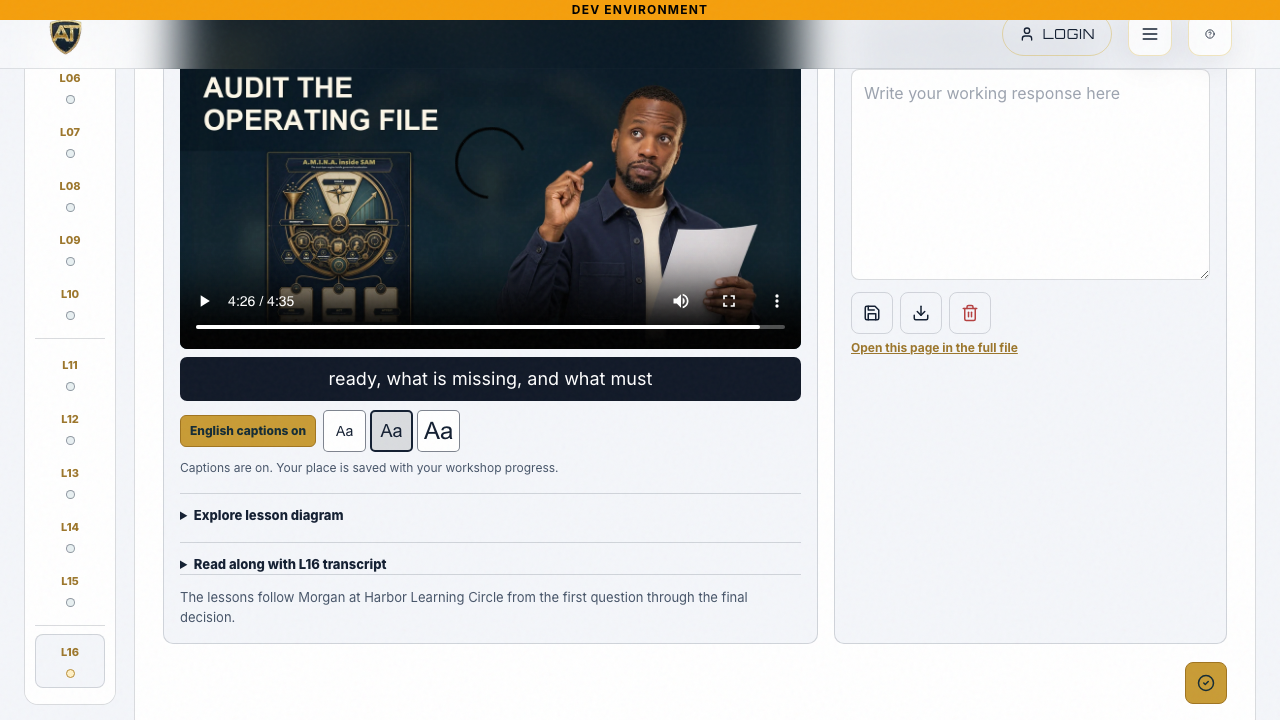 DEV ENVIRONMENT
AT
LOGIN
L06
L07
L08
L09
L10
L11
L12
L13
L14
L15
L16
AUDIT THE
OPERATING FILE
A.M.I.N.A. inside SAM
4:26 / 4:35
ready, what is missing, and what must
English captions on
Aa
Aa
Aa
Captions are on. Your place is saved with your workshop progress.
Explore lesson diagram
Read along with L16 transcript
The lessons follow Morgan at Harbor Learning Circle from the first question through the final
decision.
Write your working response here
Open this page in the full file